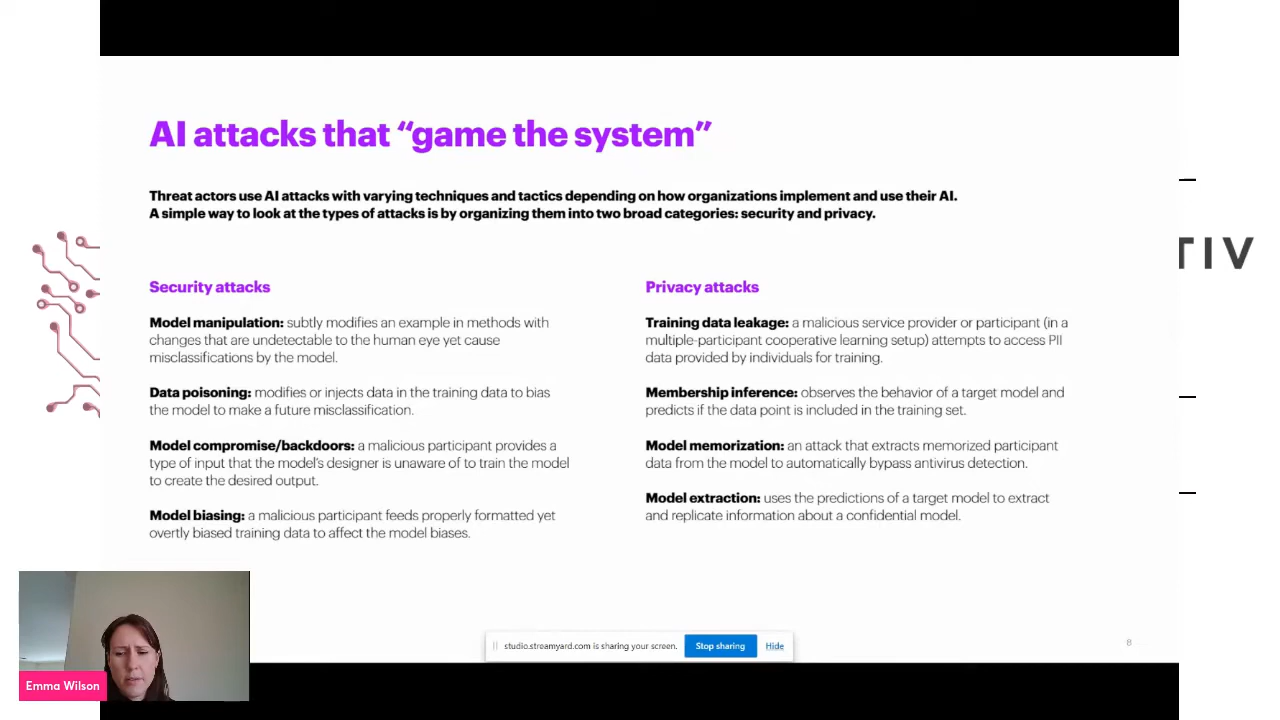 AI attacks that “game the system”
Threat actors use AI attacks with varying techniques and tactics depending on how organizations implement and use their AI.
A simple way to look at the types of attacks is by organizing them into two broad categories: security and privacy.
Security attacks
Model manipulation: subtly modifies an example in methods with
changes that are undetectable to the human eye yet cause
misclassifications by the model.
Data poisoning: modifies or injects data in the training data to bias
the model to make a future misclassification.
Model compromise/backdoors: a malicious participant provides a
type of input that the model’s designer is unaware of to train the model
to create the desired output.
Model biasing: a malicious participant feeds properly formatted yet
overtly biased training data to affect the model biases.
Privacy attacks
Training data leakage: a malicious service provider or participant (in a
multiple-participant cooperative learning setup) attempts to access PII
data provided by individuals for training.
Membership inference: observes the behavior of a target model and
predicts if the data point is included in the training set.
Model memorization: an attack that extracts memorized participant
data from the model to automatically bypass antivirus detection.
Model extraction: uses the predictions of a target model to extract
and replicate information about a confidential model.
TIV
studio.streamyard.com is sharing your screen.
Stop sharing
Hide
8
Emma Wilson